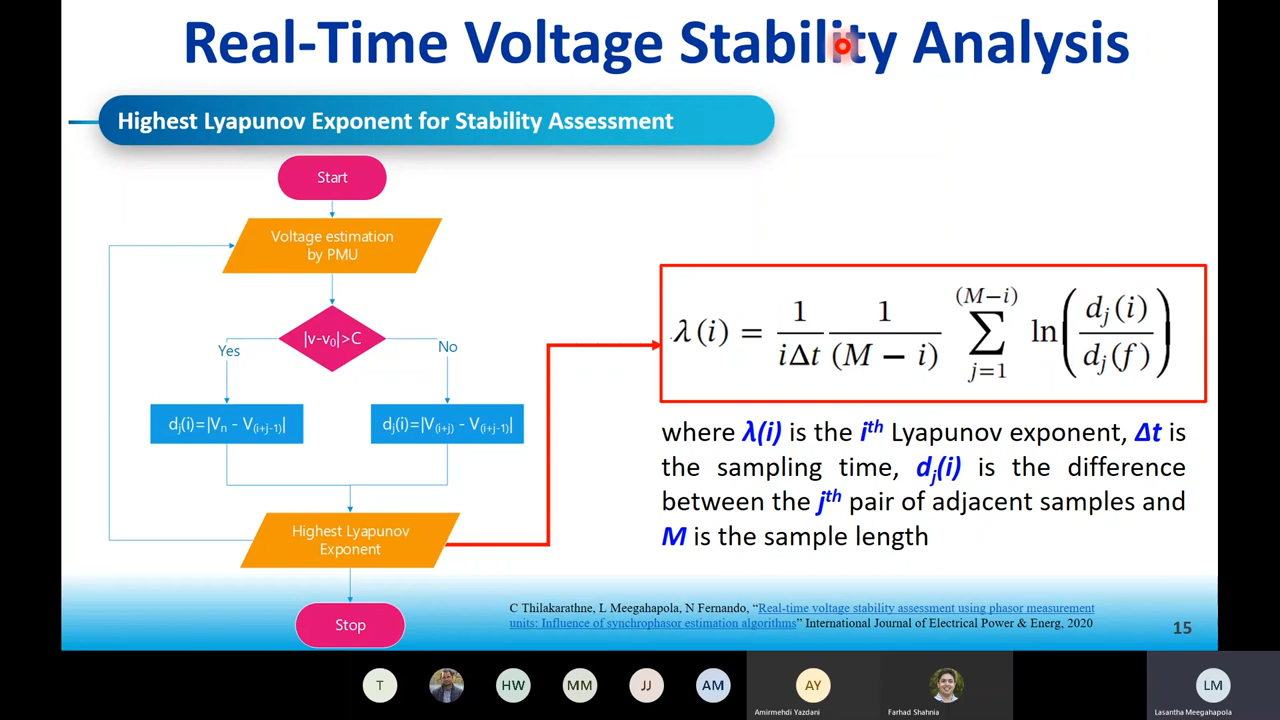 Real-Time Voltage Stability Analysis
Highest Lyapunov Exponent for Stability Assessment
Start
Voltage estimation
by PMU
|v-v₀|>C
Yes
No
dⱼ(i)=|Vₙ - V₍ᵢ₊ⱼ₋₁₎|
dⱼ(i)=|V₍ᵢ₊ⱼ₎ - V₍ᵢ₊ⱼ₋₁₎|
Highest Lyapunov
Exponent
Stop
λ(i) = 1/(iΔt) 1/(M − i) ∑_{j=1}^{(M−i)} ln(dⱼ(i)/dⱼ(f))
where λ(i) is the iᵗʰ Lyapunov exponent, Δt is
the sampling time, dⱼ(i) is the difference
between the jᵗʰ pair of adjacent samples and
M is the sample length
C Thilakarathne, L Meegahapola, N Fernando, “Real-time voltage stability assessment using phasor measurement
units: Influence of synchrophasor estimation algorithms” International Journal of Electrical Power & Energ, 2020
15
T
HW
MM
JJ
AM
AY
LM
Amirmehdi Yazdani
Farhad Shahnia
Lasantha Meegahapola